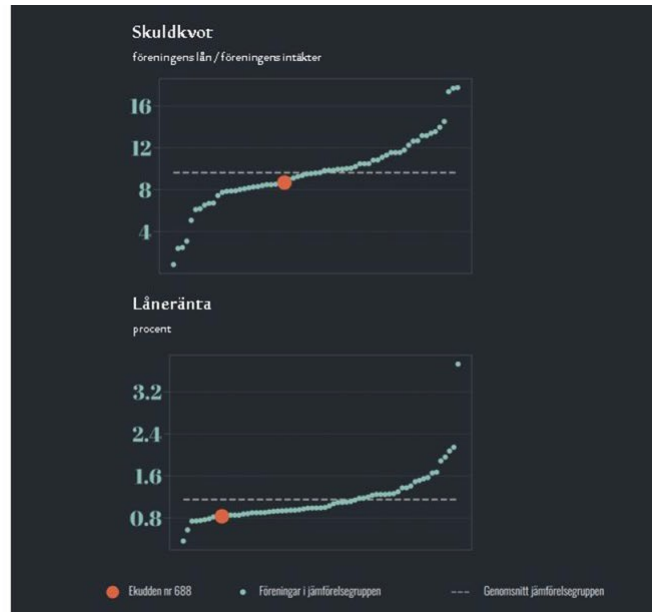 Skuldkvot
föreningens lån / föreningens intäkter
16
12
8
4
Låneränta
procent
3.2
2.4
1.6
0.8
Ekudden nr 688 Föreningar i jämförelsegruppen Genomsnitt jämförelsegruppen